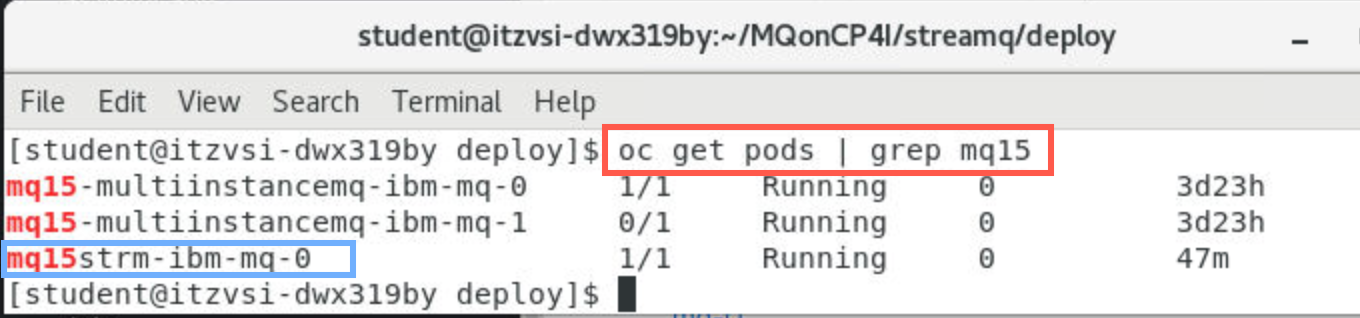 student@itzvsi-dwx319by:~/MQonCP4I/streamq/deploy
File Edit View Search Terminal Help
[student@itzvsi-dwx319by deploy]$ oc get pods | grep mq15
mq15-multiinstancemq-ibm-mq-0 1/1 Running 0 3d23h
mq15-multiinstancemq-ibm-mq-1 0/1 Running 0 3d23h
mq15strm-ibm-mq-0 1/1 Running 0 47m
[student@itzvsi-dwx319by deploy]$